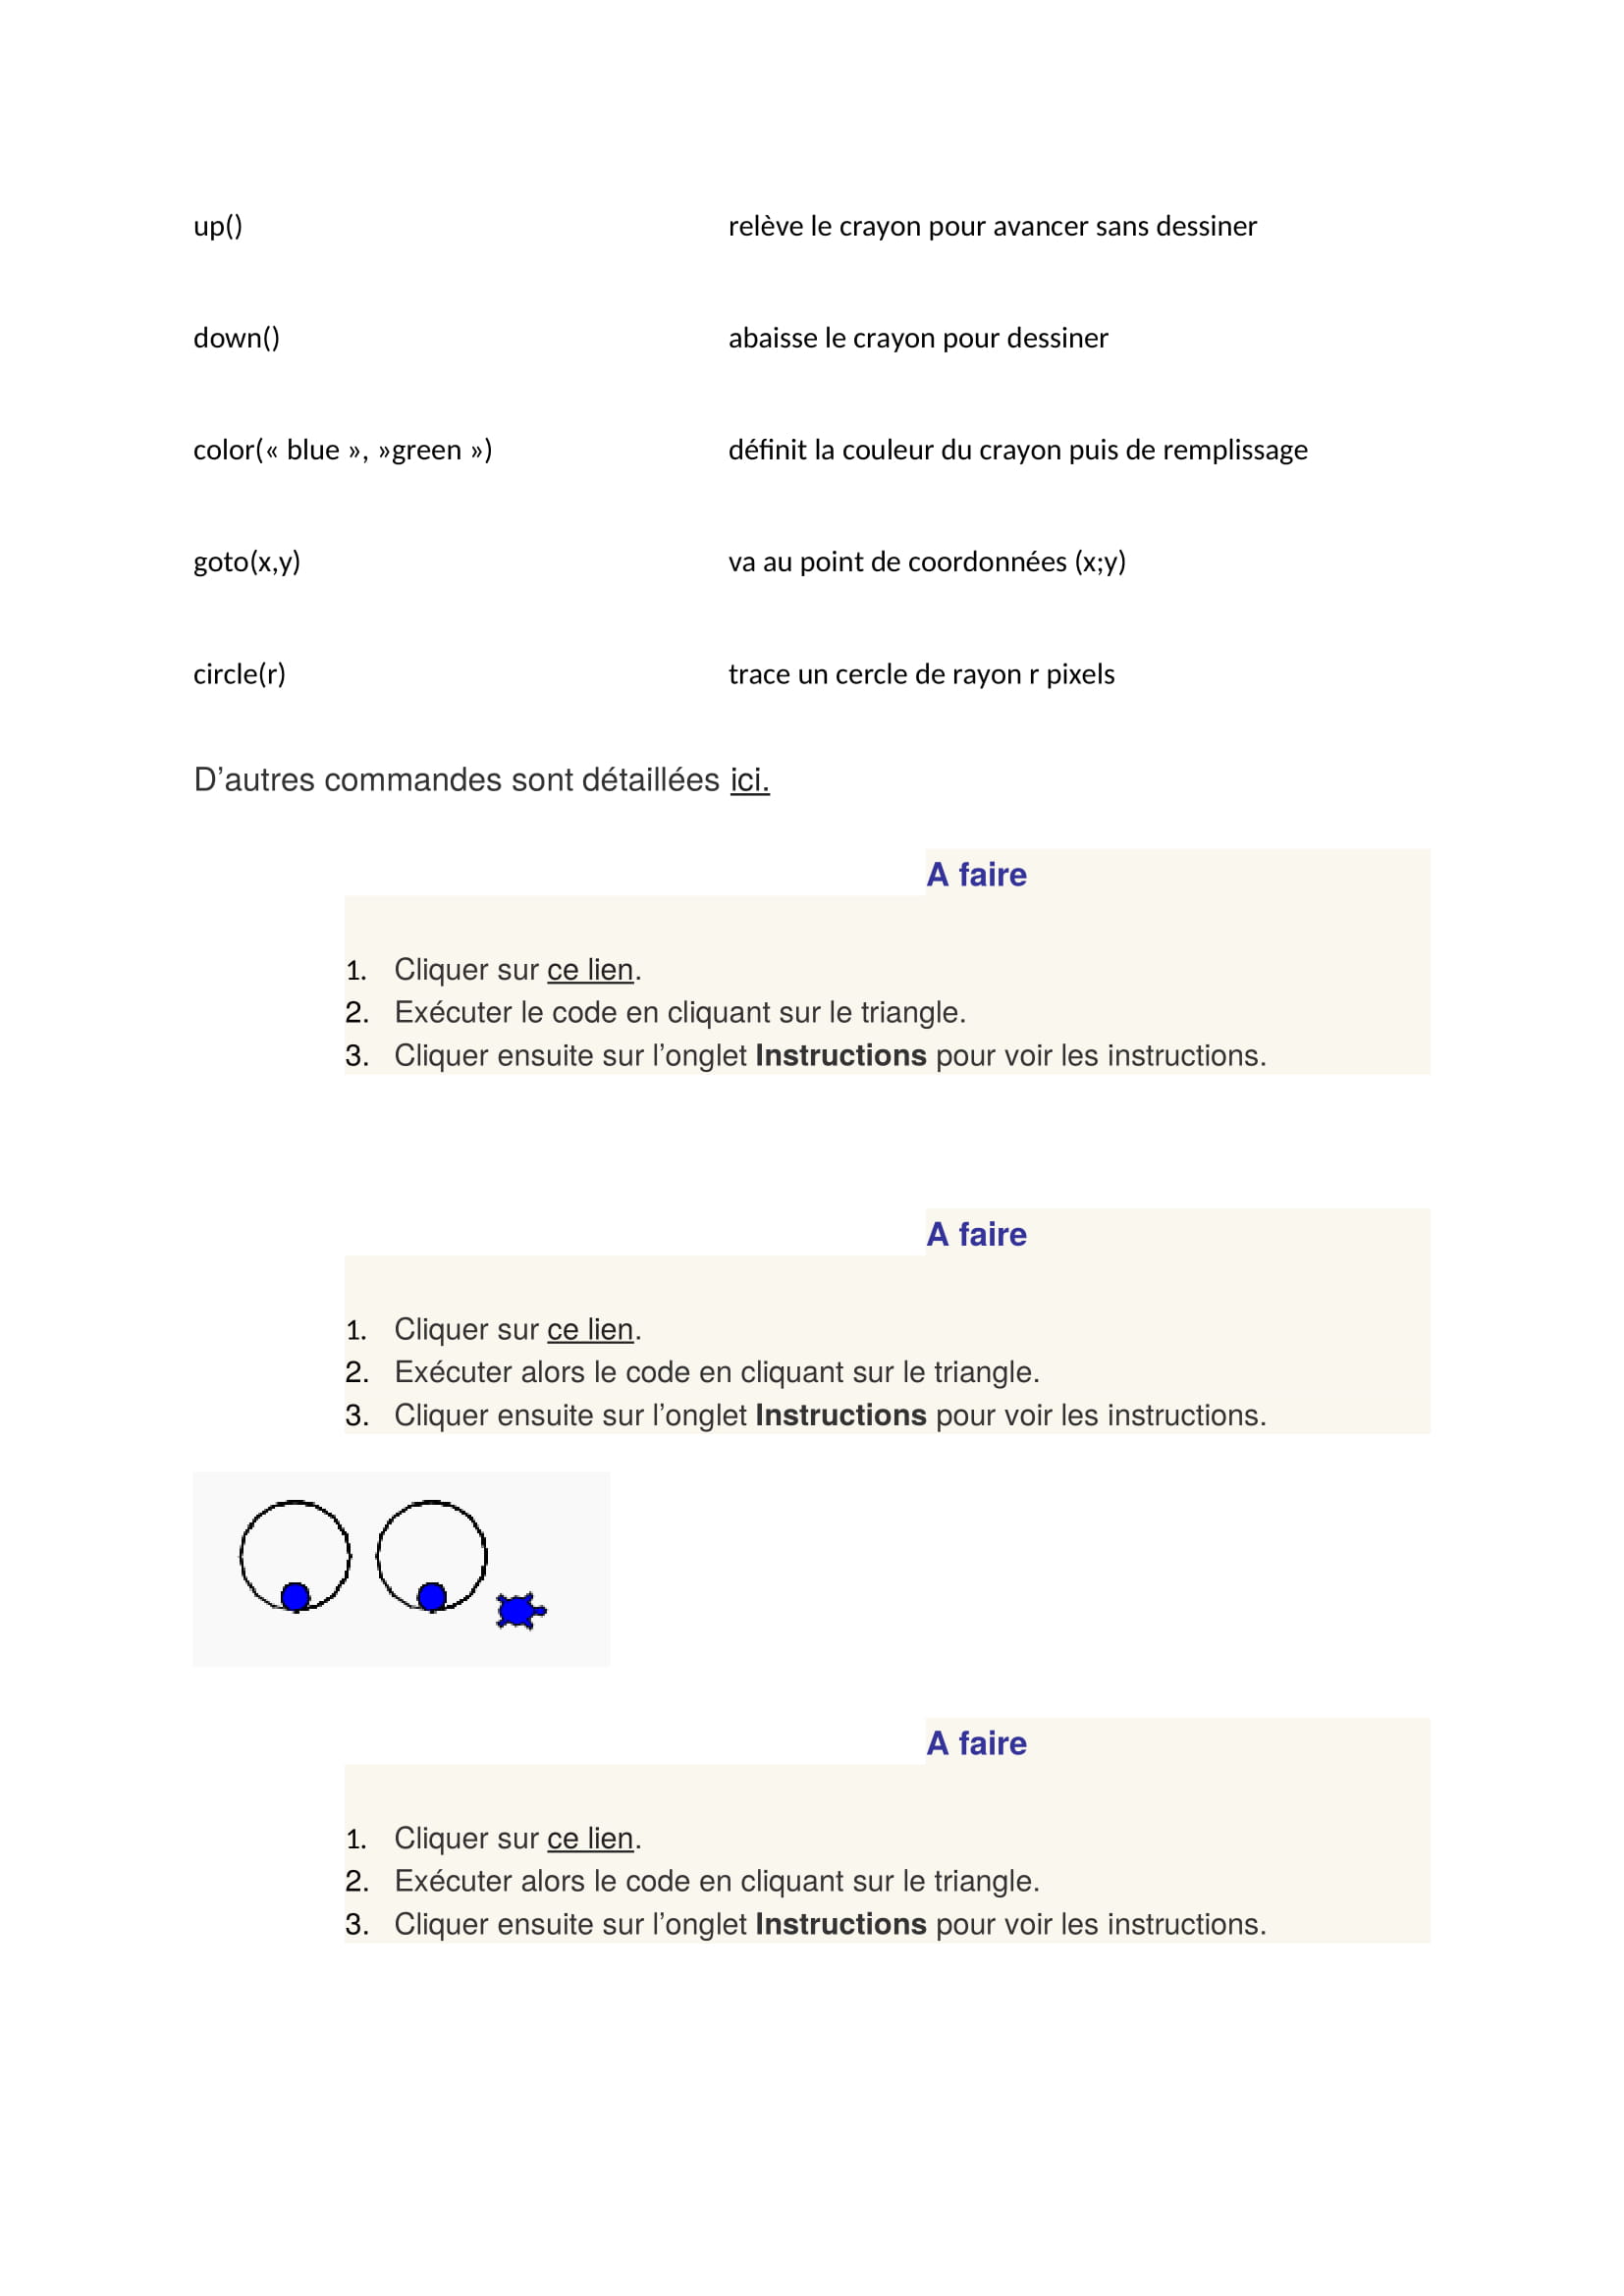 up() relève le crayon pour avancer sans dessiner
down() abaisse le crayon pour dessiner
color(« blue », »green ») définit la couleur du crayon puis de remplissage
goto(x,y) va au point de coordonnées (x;y)
circle(r) trace un cercle de rayon r pixels
D’autres commandes sont détaillées ici.
A faire
1. Cliquer sur ce lien.
2. Exécuter le code en cliquant sur le triangle.
3. Cliquer ensuite sur l’onglet Instructions pour voir les instructions.
A faire
1. Cliquer sur ce lien.
2. Exécuter alors le code en cliquant sur le triangle.
3. Cliquer ensuite sur l’onglet Instructions pour voir les instructions.
A faire
1. Cliquer sur ce lien.
2. Exécuter alors le code en cliquant sur le triangle.
3. Cliquer ensuite sur l’onglet Instructions pour voir les instructions.